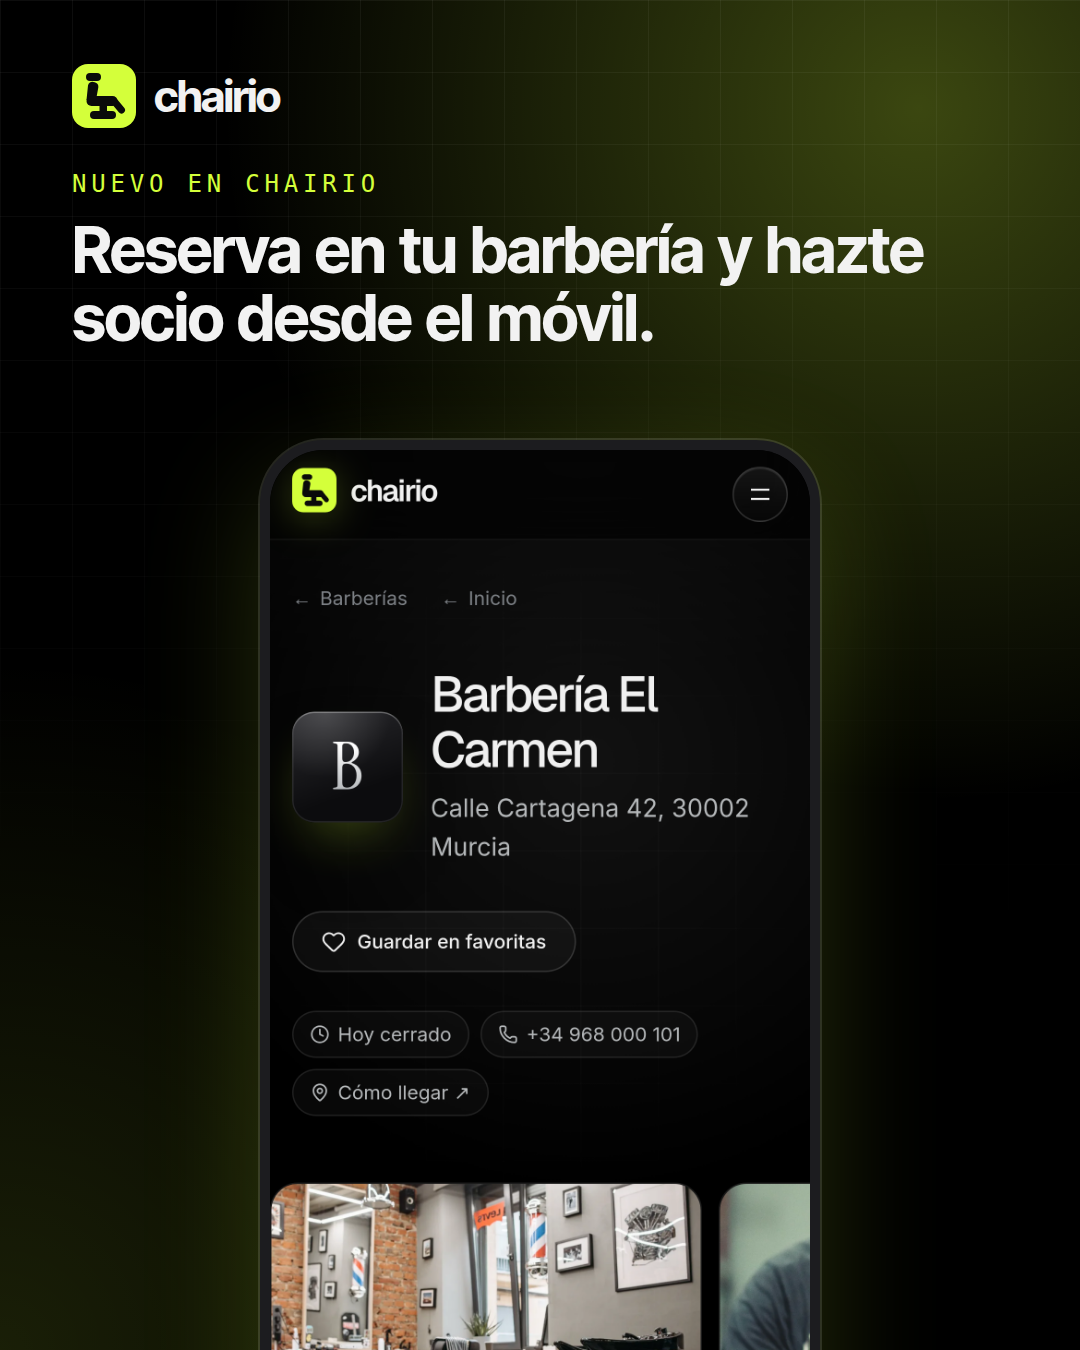 chairio
NUEVO EN CHAIRIO
Reserva en tu barbería y hazte
socio desde el móvil.
chairio
← Barberías ← Inicio
B
Barbería El
Carmen
Calle Cartagena 42, 30002
Murcia
Guardar en favoritas
Hoy cerrado
+34 968 000 101
Cómo llegar ↗